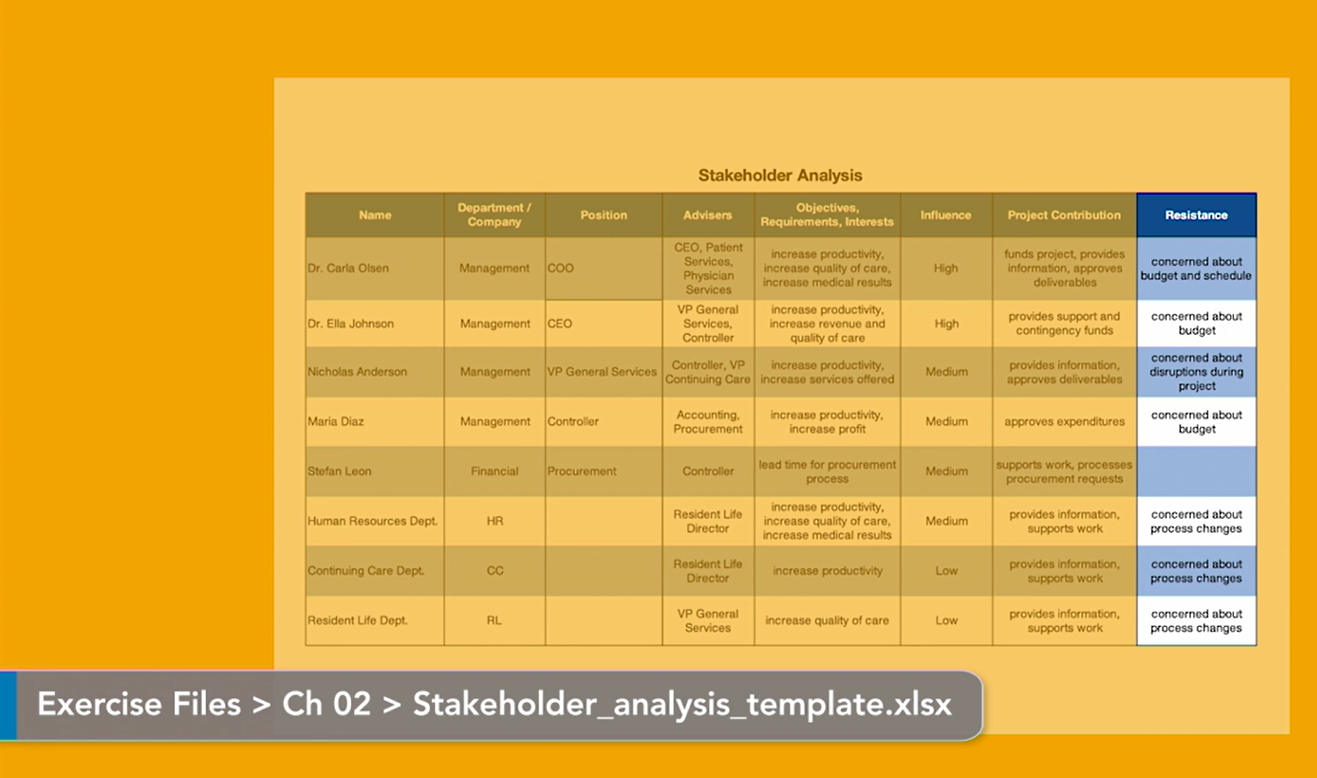 Stakeholder Analysis
Name
Department /
Company
Position
Advisers
Objectives,
Requirements, Interests
Influence
Project Contribution
Resistance
Dr. Carla Olsen
Management
COO
CEO, Patient
Services,
Physician
Services
increase productivity,
increase quality of care,
increase medical results
High
funds project, provides
information, approves
deliverables
concerned about
budget and schedule
Dr. Ella Johnson
Management
CEO
VP General
Services,
Controller
increase productivity,
increase revenue and
quality of care
High
provides support and
contingency funds
concerned about
budget
Nicholas Anderson
Management
VP General Services
Controller, VP
Continuing Care
increase productivity,
increase services offered
Medium
provides information,
approves deliverables
concerned about
disruptions during
project
Maria Diaz
Management
Controller
Accounting,
Procurement
increase productivity,
increase profit
Medium
approves expenditures
concerned about
budget
Stefan Leon
Financial
Procurement
Controller
lead time for procurement
process
Medium
supports work, processes
procurement requests
Human Resources Dept.
HR
Resident Life
Director
increase productivity,
increase quality of care,
increase medical results
Medium
provides information,
supports work
concerned about
process changes
Continuing Care Dept.
CC
Resident Life
Director
increase productivity
Low
provides information,
supports work
concerned about
process changes
Resident Life Dept.
RL
VP General
Services
increase quality of care
Low
provides information,
supports work
concerned about
process changes
Exercise Files > Ch 02 > Stakeholder_analysis_template.xlsx